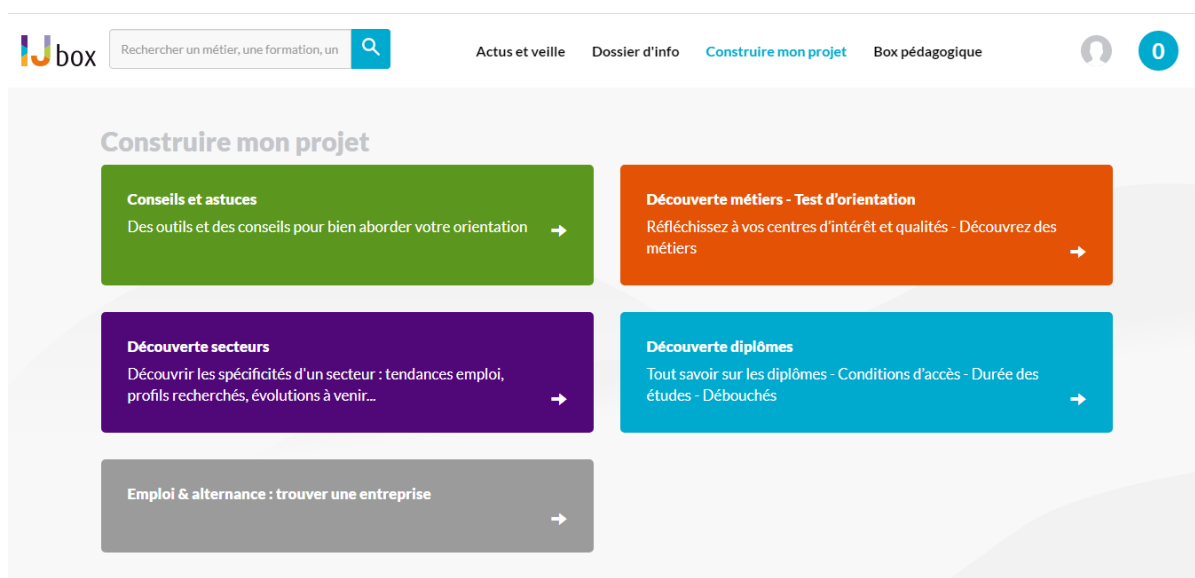 IJ box
Rechercher un métier, une formation, un
Actus et veille
Dossier d'info
Construire mon projet
Box pédagogique
0
Construire mon projet
Conseils et astuces
Des outils et des conseils pour bien aborder votre orientation
Découverte métiers - Test d'orientation
Réfléchissez à vos centres d'intérêt et qualités - Découvrez des
métiers
Découverte secteurs
Découvrir les spécificités d'un secteur : tendances emploi,
profils recherchés, évolutions à venir...
Découverte diplômes
Tout savoir sur les diplômes - Conditions d'accès - Durée des
études - Débouchés
Emploi & alternance : trouver une entreprise